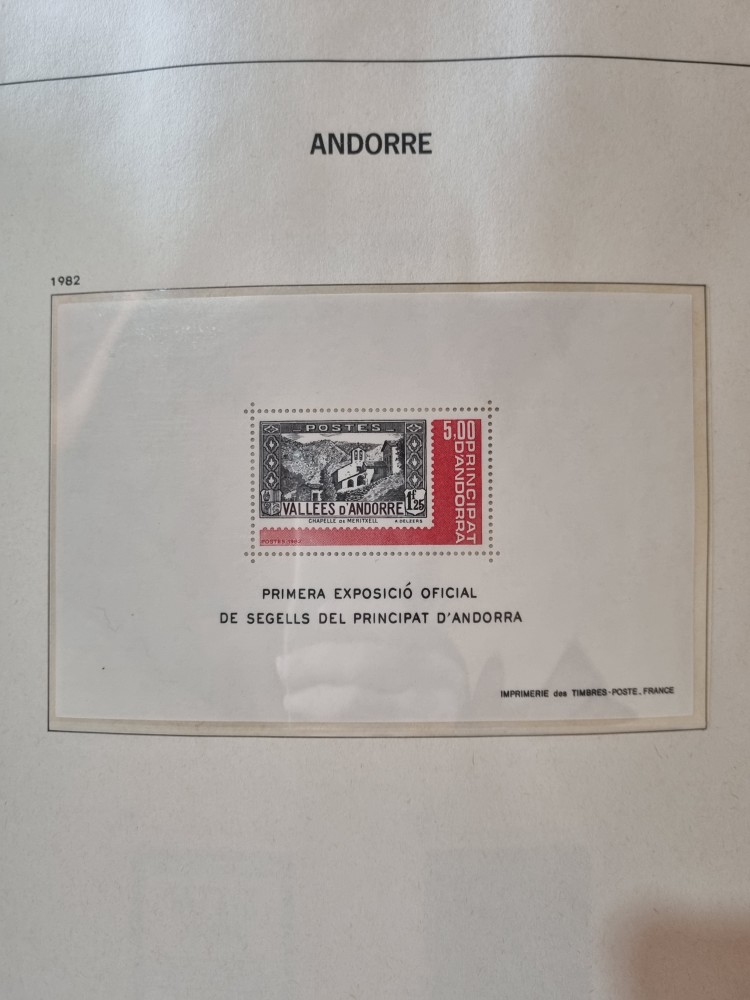 ANDORRE
1982
POSTES
5.00
PRINCIPAT
D'ANDORRA
VALLÉES D'ANDORRE
1F25
CHAPELLE DE MERITXELL
A. DELZERS
POSTES 1982
PRIMERA EXPOSICIÓ OFICIAL
DE SEGELLS DEL PRINCIPAT D'ANDORRA
IMPRIMERIE des TIMBRES-POSTE. FRANCE